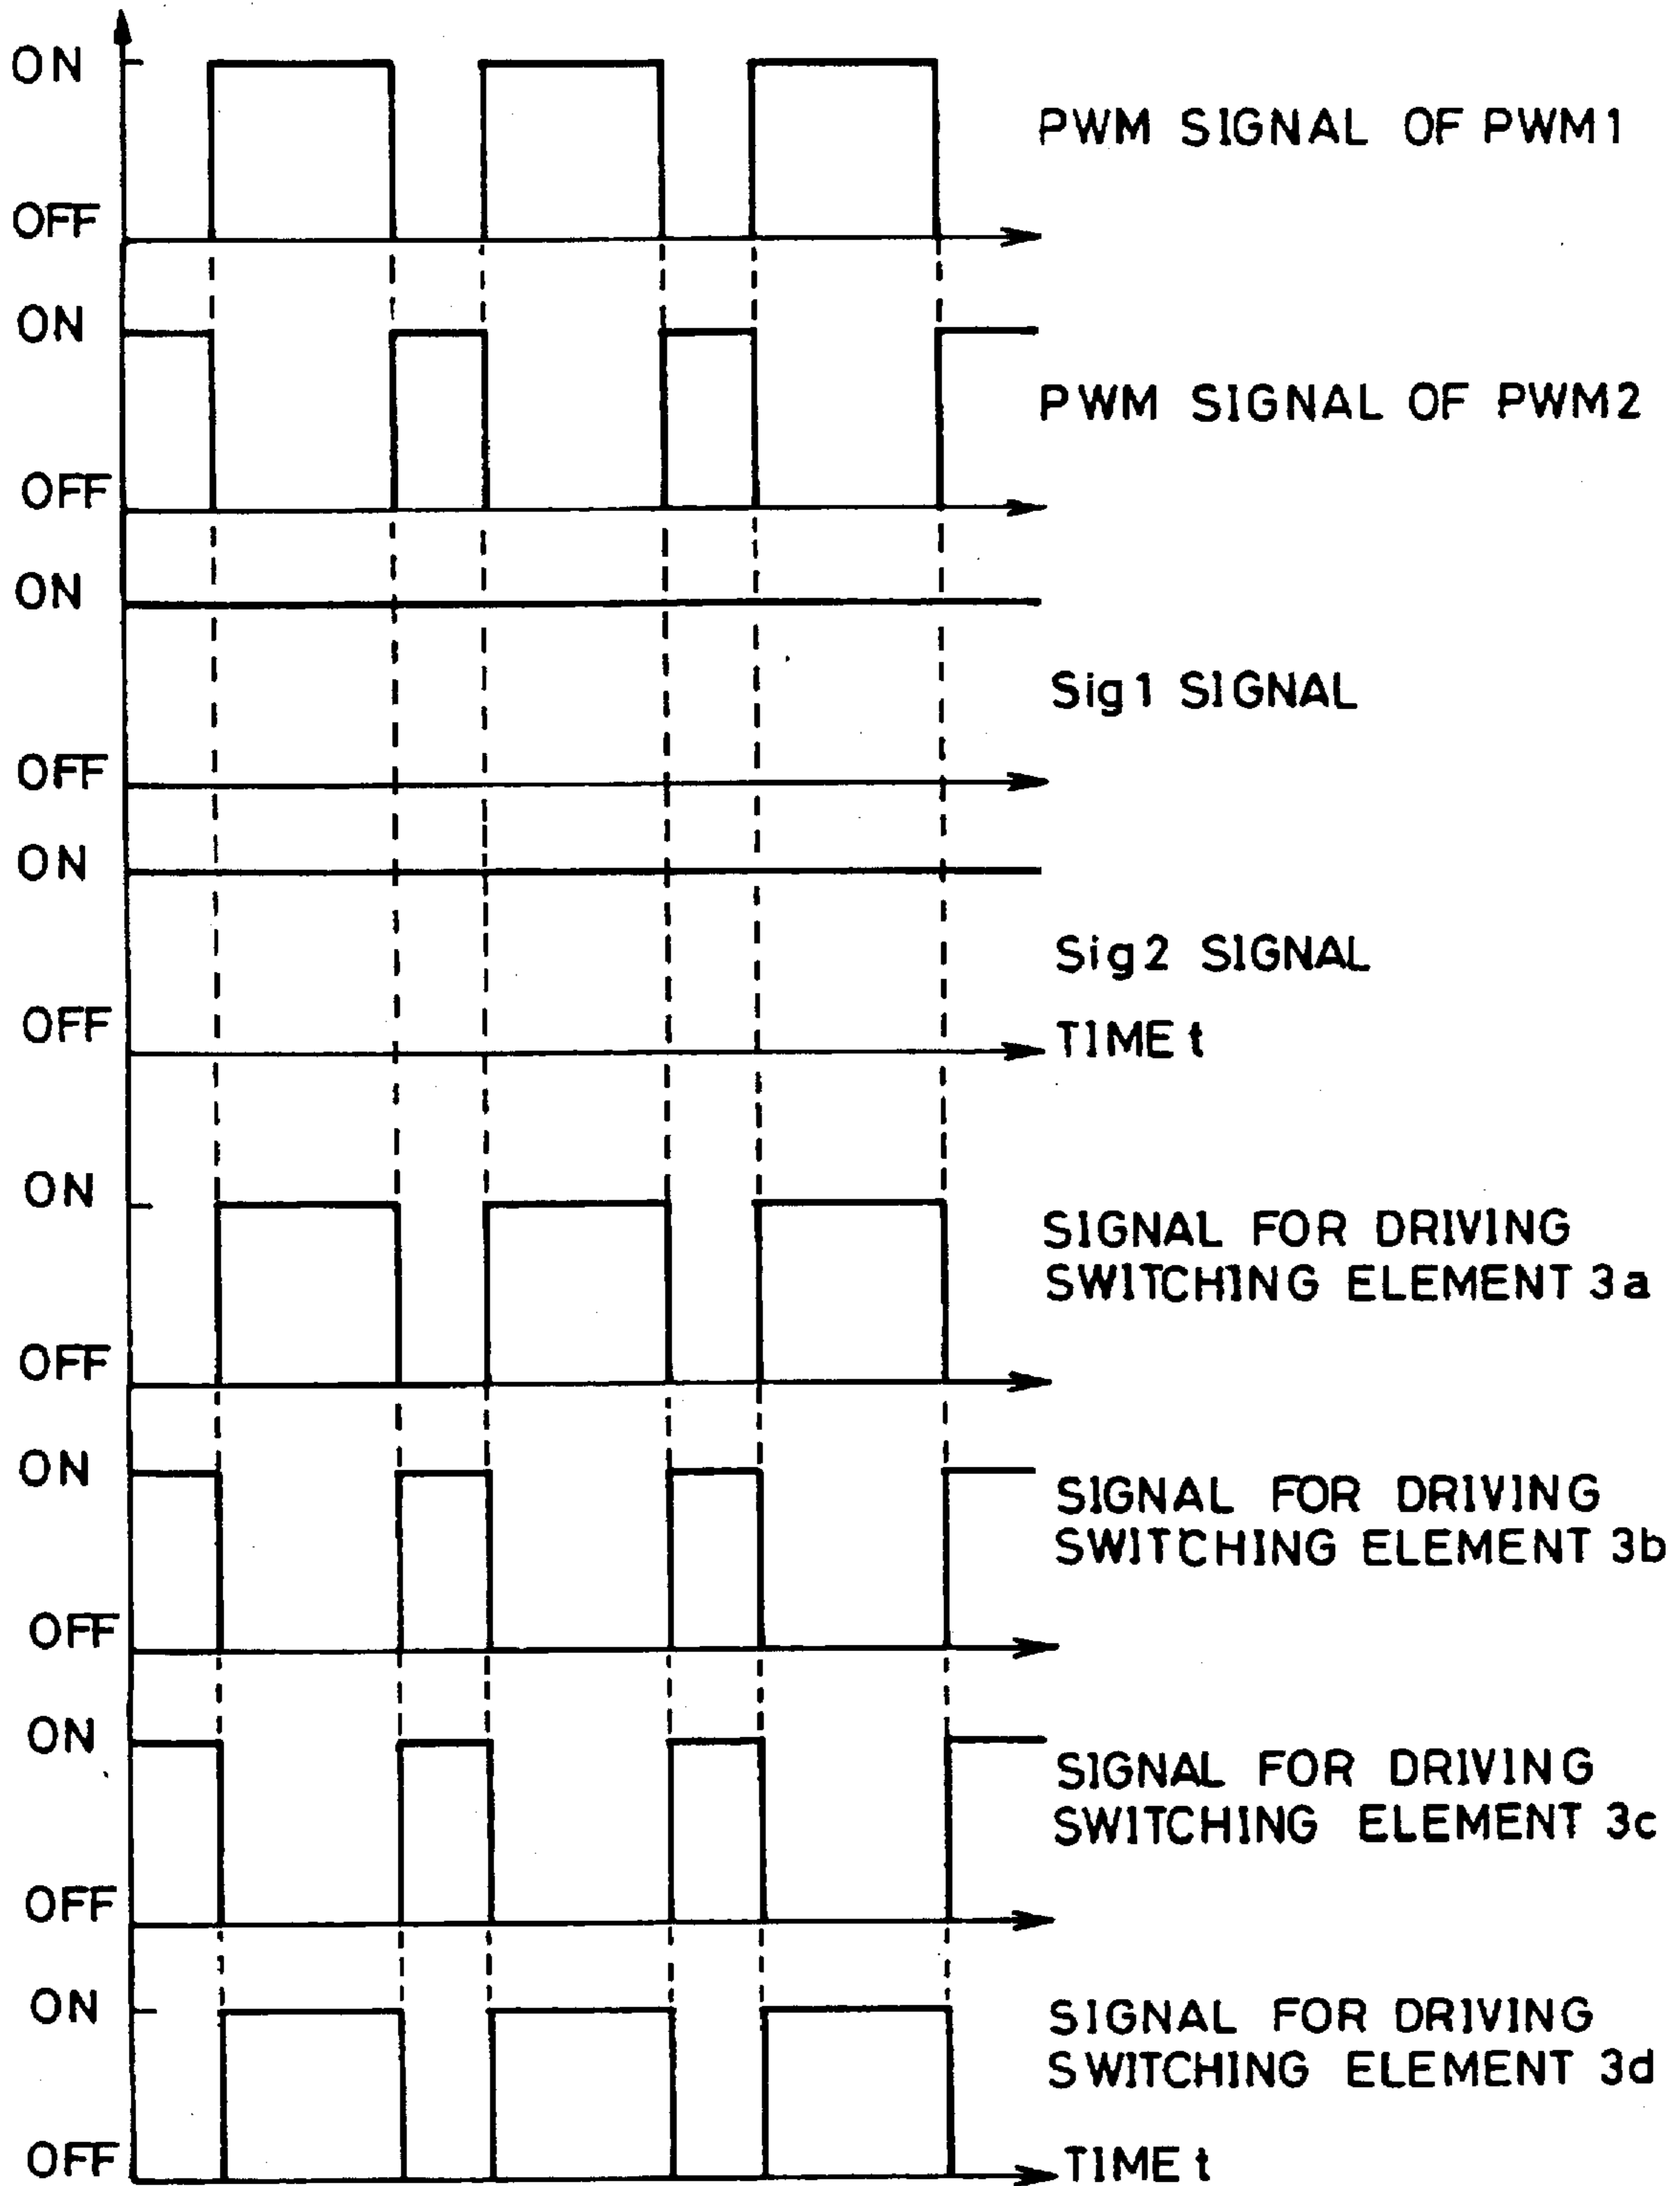 ON
PWM SIGNAL OF PWM1
OFF
ON
PWM SIGNAL OF PWM2
OFF
ON
Sig1 SIGNAL
OFF
ON
Sig2 SIGNAL
OFF
TIME t
ON
SIGNAL FOR DRIVING
SWITCHING ELEMENT 3a
OFF
ON
SIGNAL FOR DRIVING
SWITCHING ELEMENT 3b
OFF
ON
SIGNAL FOR DRIVING
SWITCHING ELEMENT 3c
OFF
ON
SIGNAL FOR DRIVING
SWITCHING ELEMENT 3d
OFF
TIME t